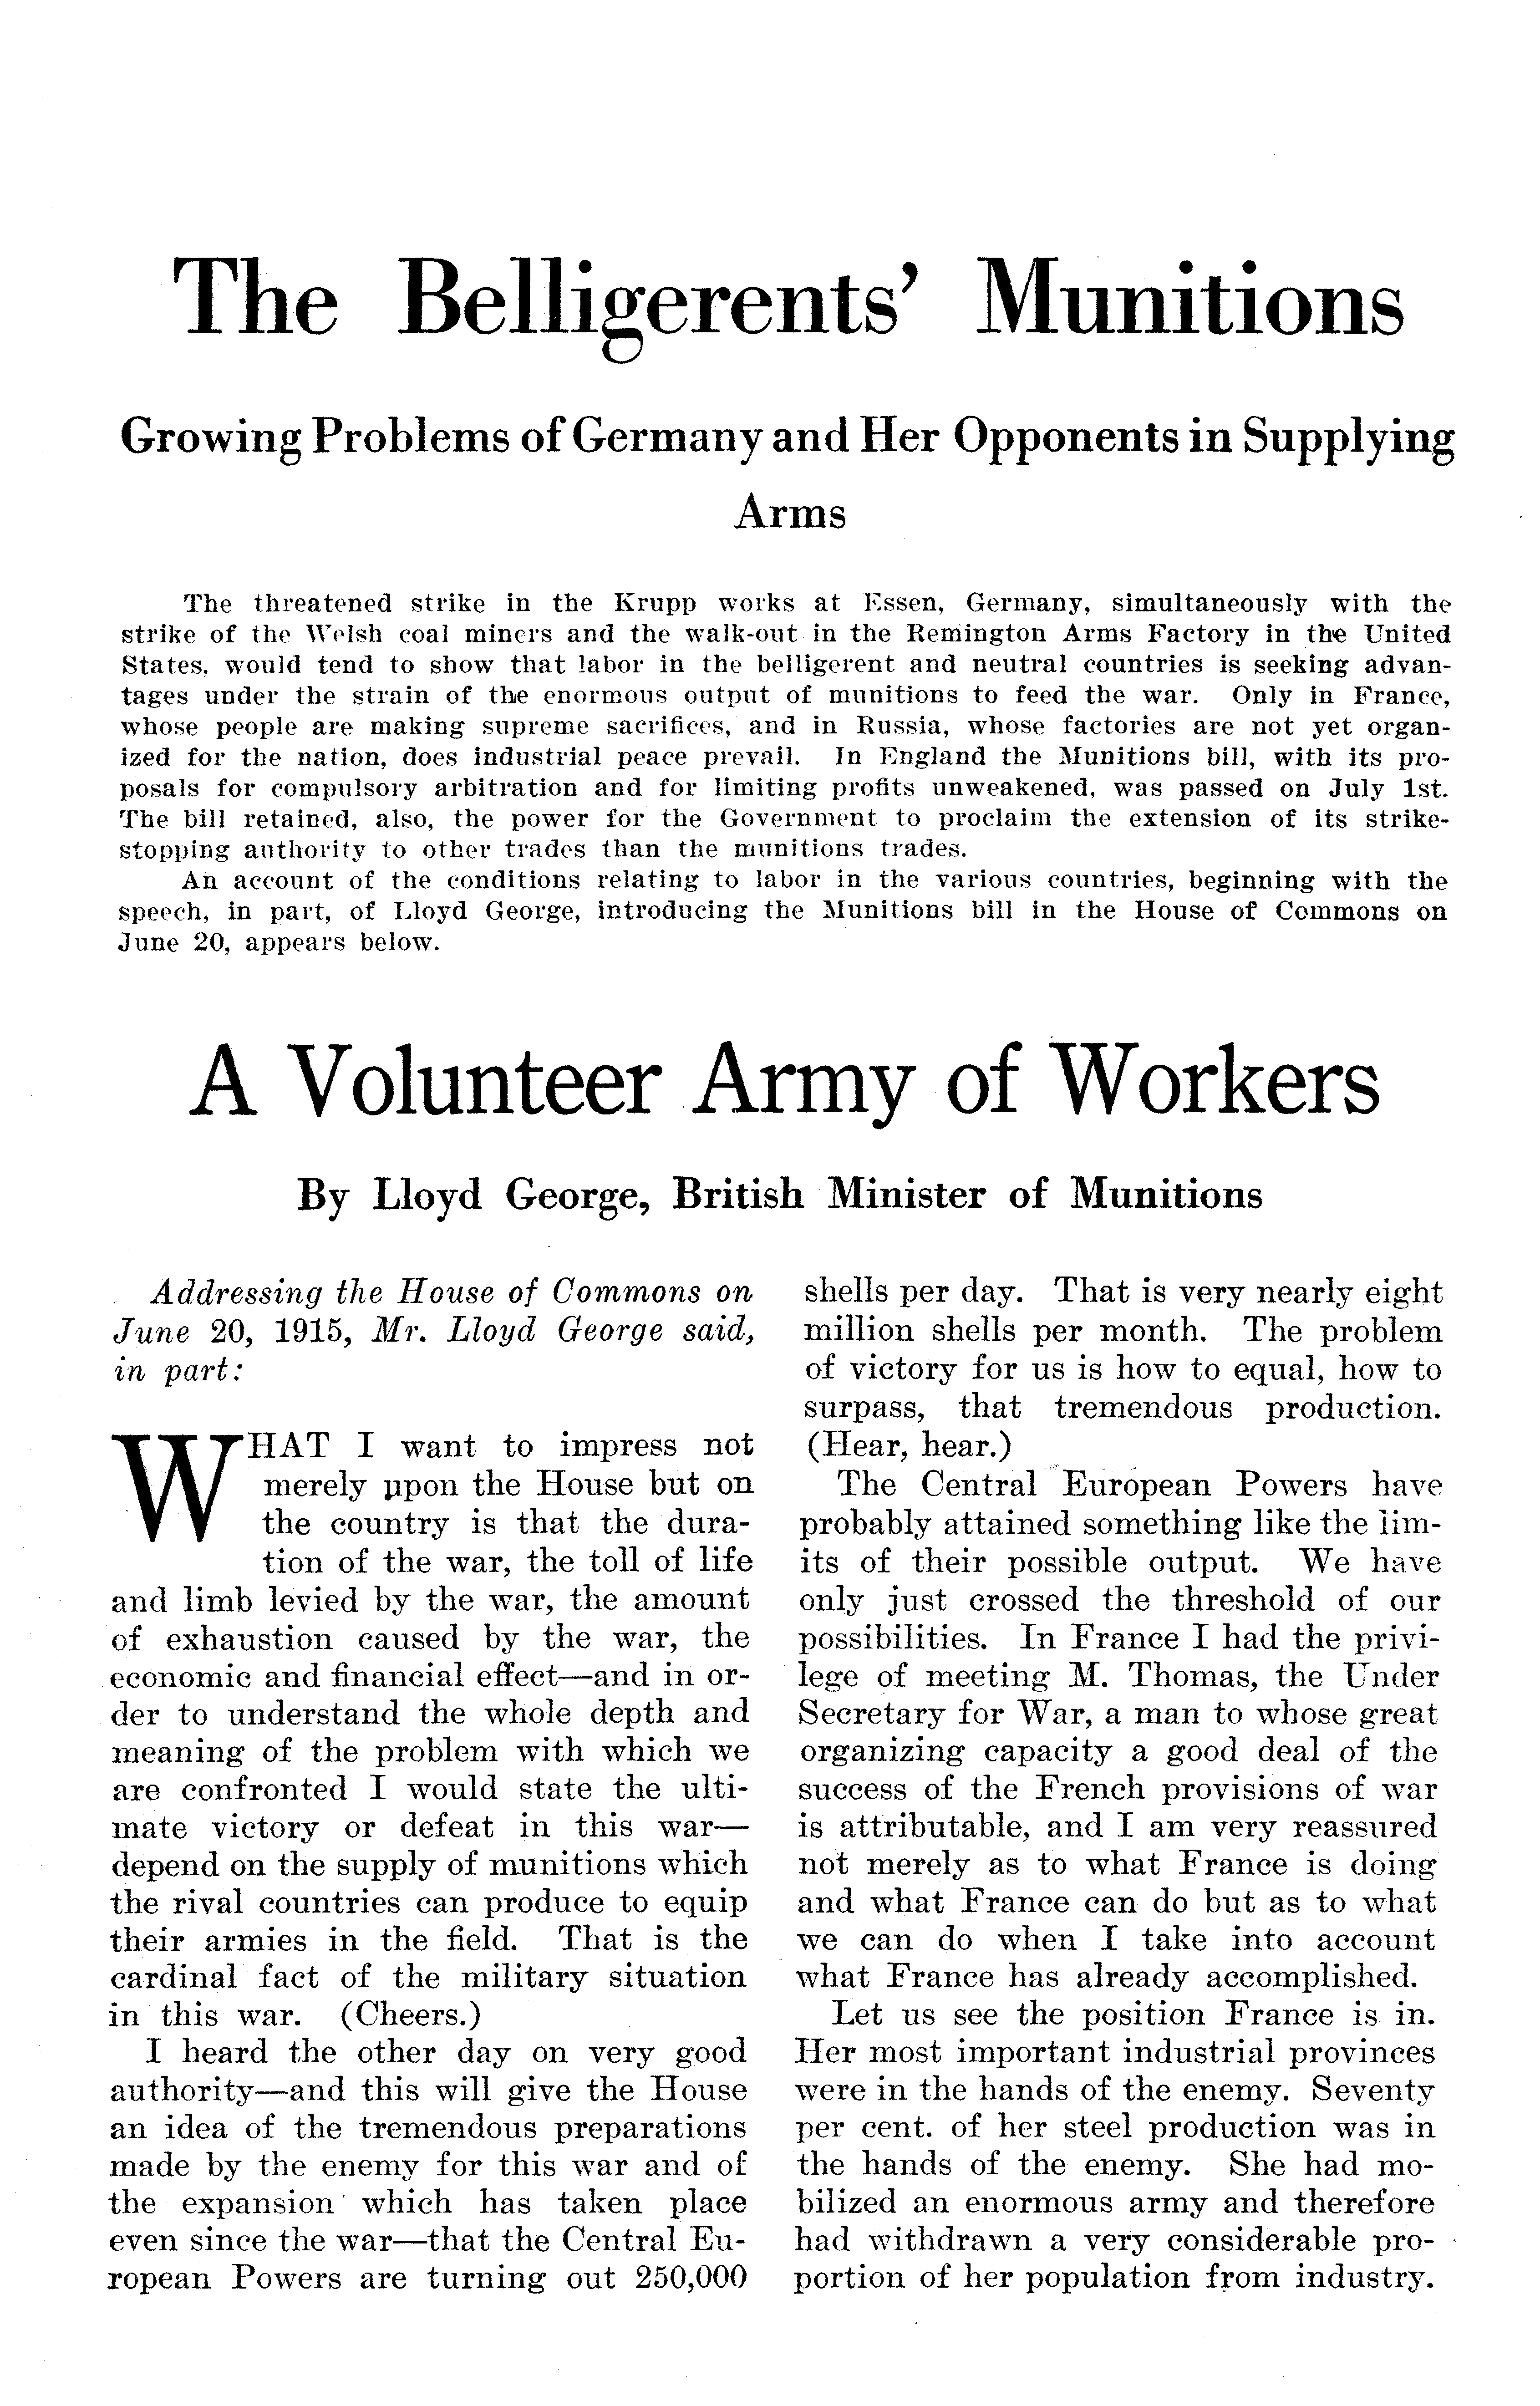 The Belligerents' Munitions
Growing Problems of Germany and Her Opponents in Supplying
Arms
The threatened strike in the Krupp works at Essen, Germany, simultaneously with the
strike of the Welsh coal miners and the walk-out in the Remington Arms Factory in the United
States, would tend to show that labor in the belligerent and neutral countries is seeking advan-
tages under the strain of the enormous output of munitions to feed the war. Only in France,
whose people are making supreme sacrifices, and in Russia, whose factories are not yet organ-
ized for the nation, does industrial peace prevail. In England the Munitions bill, with its pro-
posals for compulsory arbitration and for limiting profits unweakened, was passed on July 1st.
The bill retained, also, the power for the Government to proclaim the extension of its strike-
stopping authority to other trades than the munitions trades.
An account of the conditions relating to labor in the various countries, beginning with the
speech, in part, of Lloyd George, introducing the Munitions bill in the House of Commons on
June 20, appears below.
A Volunteer Army of Workers
By Lloyd George, British Minister of Munitions
Addressing the House of Commons on
June 20, 1915, Mr. Lloyd George said,
in part:
WHAT I want to impress not
merely upon the House but on
the country is that the dura-
tion of the war, the toll of life
and limb levied by the war, the amount
of exhaustion caused by the war, the
economic and financial effect—and in or-
der to understand the whole depth and
meaning of the problem with which we
are confronted I would state the ulti-
mate victory or defeat in this war—
depend on the supply of munitions which
the rival countries can produce to equip
their armies in the field. That is the
cardinal fact of the military situation
in this war. (Cheers.)
I heard the other day on very good
authority—and this will give the House
an idea of the tremendous preparations
made by the enemy for this war and of
the expansion which has taken place
even since the war—that the Central Eu-
ropean Powers are turning out 250,000
shells per day. That is very nearly eight
million shells per month. The problem
of victory for us is how to equal, how to
surpass, that tremendous production.
(Hear, hear.)
The Central European Powers have
probably attained something like the lim-
its of their possible output. We have
only just crossed the threshold of our
possibilities. In France I had the privi-
lege of meeting M. Thomas, the Under
Secretary for War, a man to whose great
organizing capacity a good deal of the
success of the French provisions of war
is attributable, and I am very reassured
not merely as to what France is doing
and what France can do but as to what
we can do when I take into account
what France has already accomplished.
Let us see the position France is in.
Her most important industrial provinces
were in the hands of the enemy. Seventy
per cent. of her steel production was in
the hands of the enemy. She had mo-
bilized an enormous army and therefore
had withdrawn a very considerable pro-
portion of her population from industry.